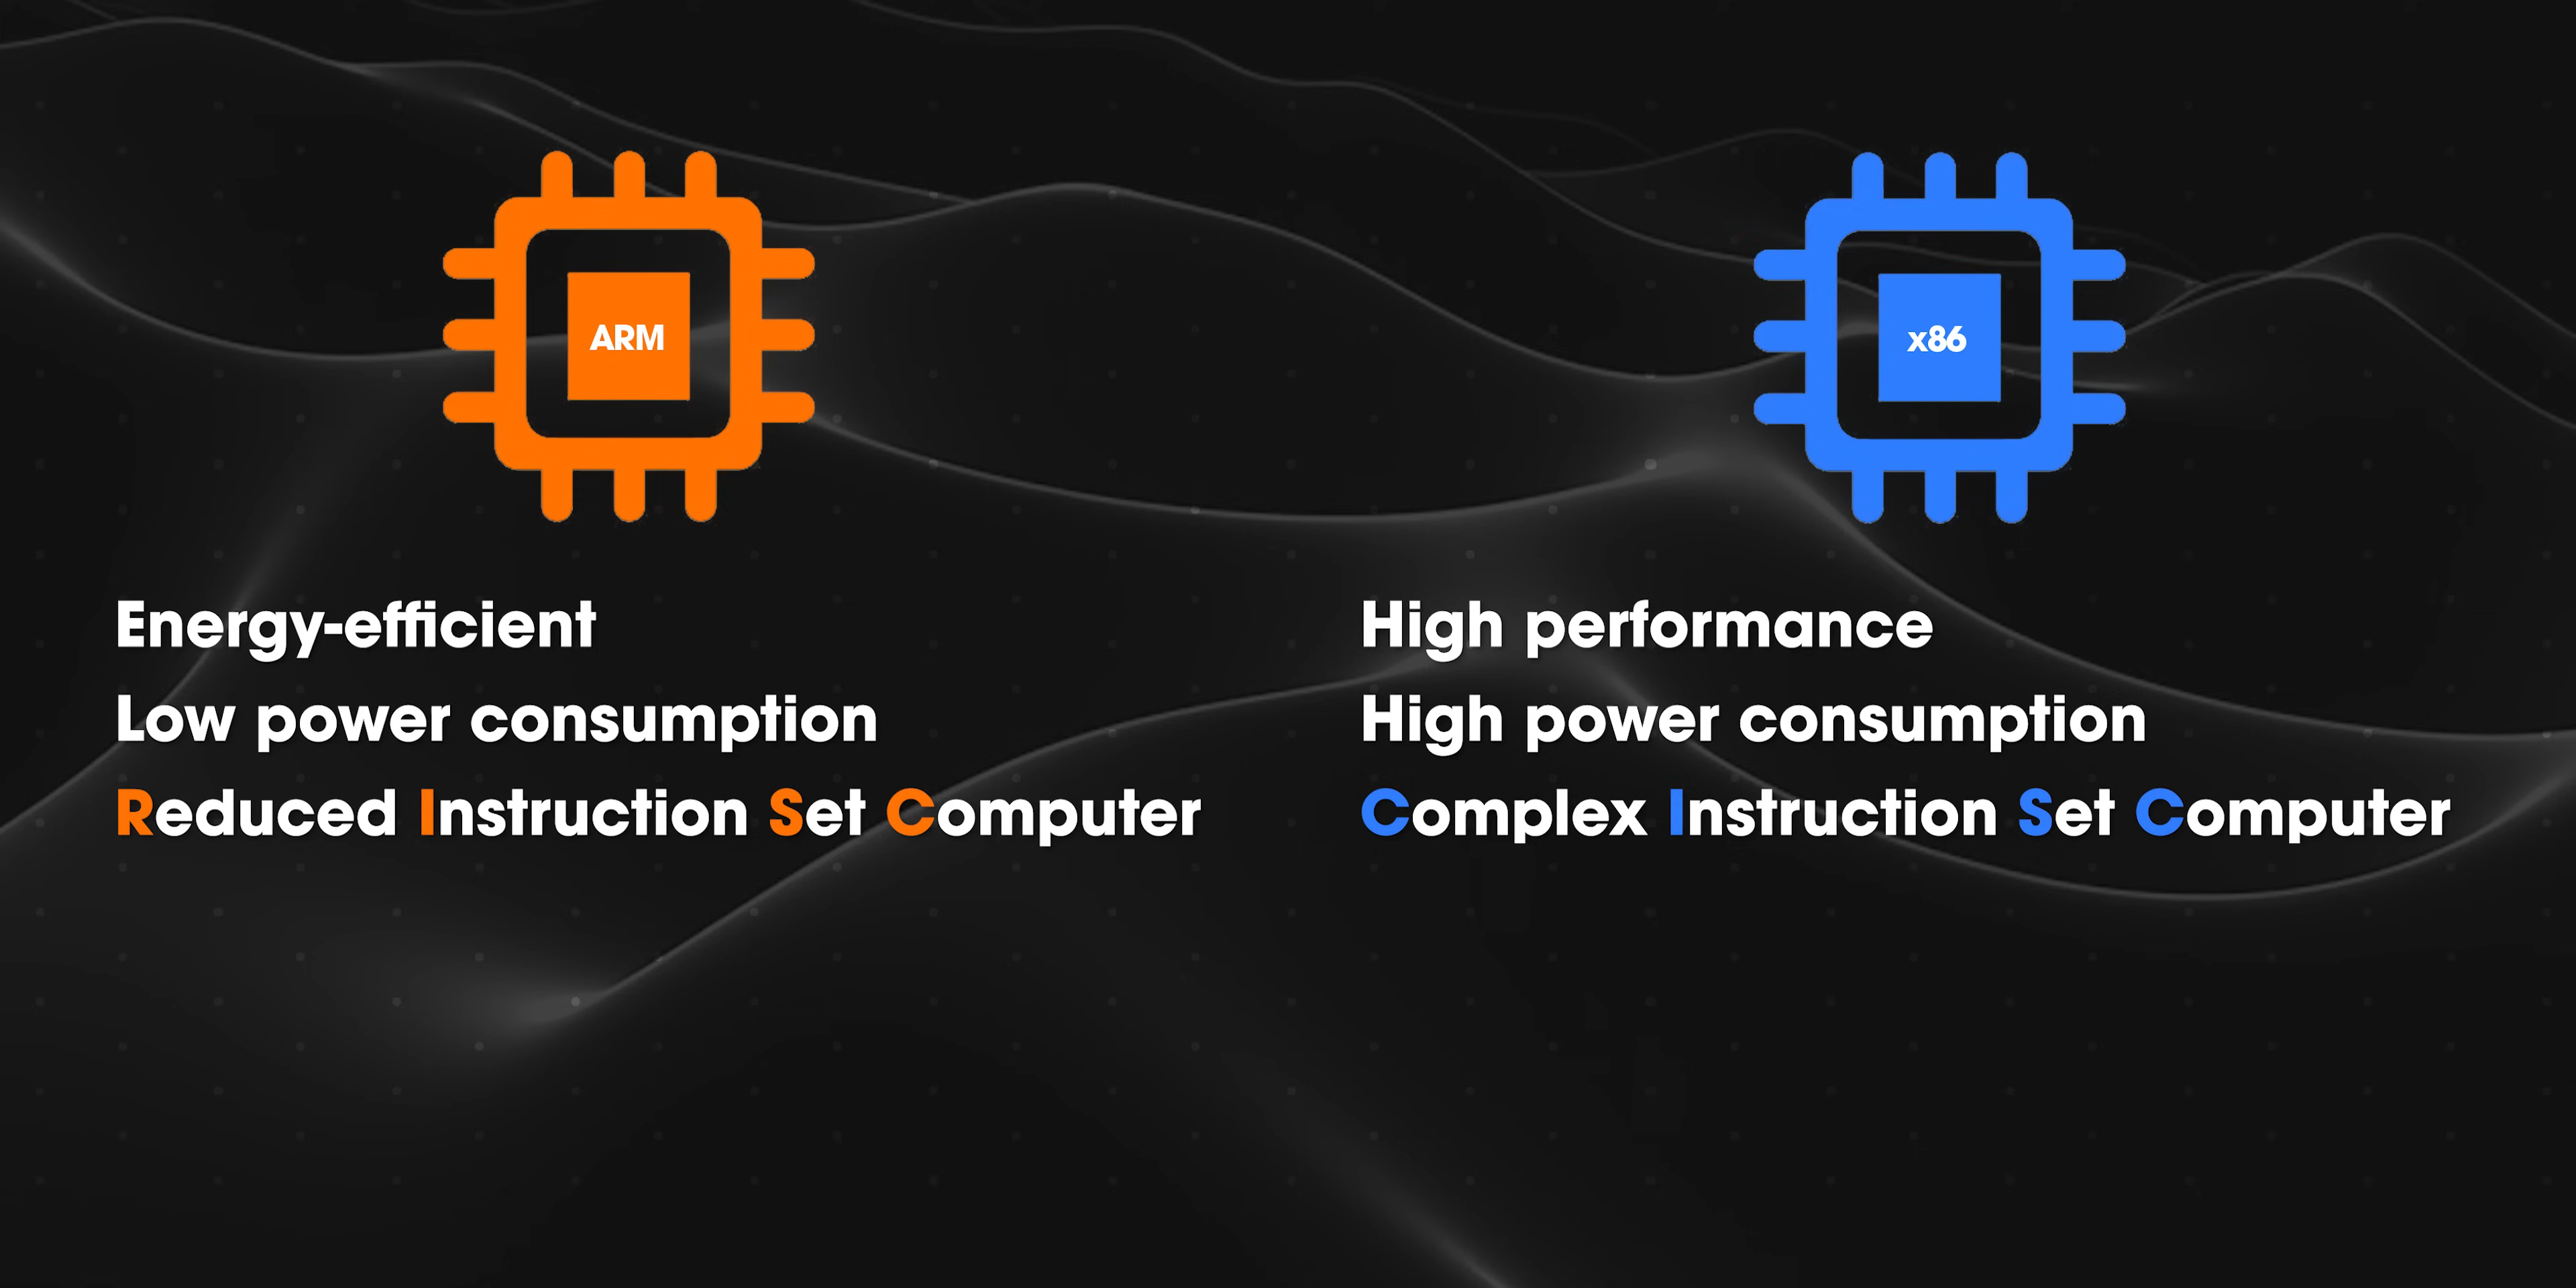 ARM
Energy-efficient
Low power consumption
Reduced Instruction Set Computer
x86
High performance
High power consumption
Complex Instruction Set Computer